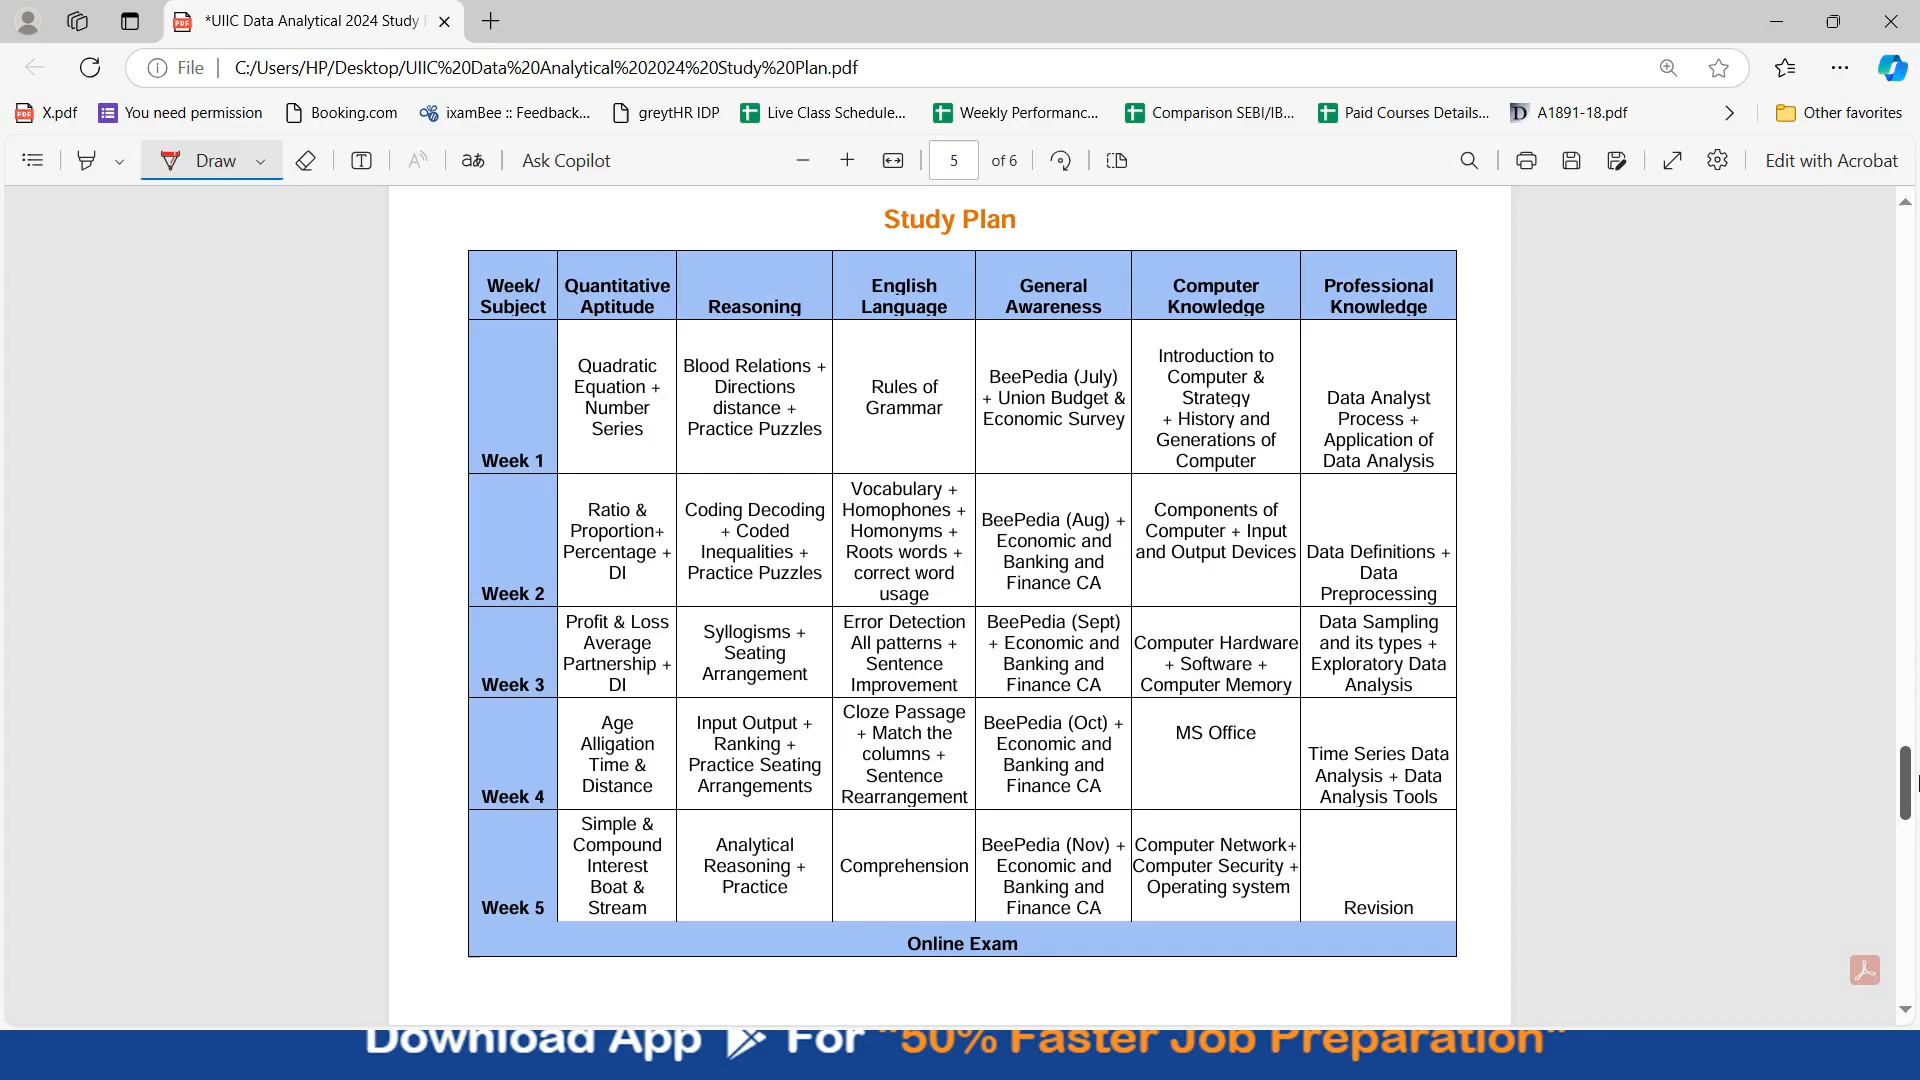 *UIIC Data Analytical 2024 Study
File
C:/Users/HP/Desktop/UIIC%20Data%20Analytical%202024%20Study%20Plan.pdf
X.pdf
You need permission
Booking.com
ixamBee :: Feedback...
greytHR IDP
Live Class Schedule...
Weekly Performanc...
Comparison SEBI/IB...
Paid Courses Details...
A1891-18.pdf
Other favorites
Draw
Ask Copilot
5
of 6
Edit with Acrobat
Study Plan
Week/
Subject
Quantitative
Aptitude
Reasoning
English
Language
General
Awareness
Computer
Knowledge
Professional
Knowledge
Week 1
Quadratic
Equation +
Number
Series
Blood Relations +
Directions
distance +
Practice Puzzles
Rules of
Grammar
BeePedia (July)
+ Union Budget &
Economic Survey
Introduction to
Computer &
Strategy
+ History and
Generations of
Computer
Data Analyst
Process +
Application of
Data Analysis
Week 2
Ratio &
Proportion+
Percentage +
DI
Coding Decoding
+ Coded
Inequalities +
Practice Puzzles
Vocabulary +
Homophones +
Homonyms +
Roots words +
correct word
usage
BeePedia (Aug) +
Economic and
Banking and
Finance CA
Components of
Computer + Input
and Output Devices
Data Definitions +
Data
Preprocessing
Week 3
Profit & Loss
Average
Partnership +
DI
Syllogisms +
Seating
Arrangement
Error Detection
All patterns +
Sentence
Improvement
BeePedia (Sept)
+ Economic and
Banking and
Finance CA
Computer Hardware
+ Software +
Computer Memory
Data Sampling
and its types +
Exploratory Data
Analysis
Week 4
Age
Alligation
Time &
Distance
Input Output +
Ranking +
Practice Seating
Arrangements
Cloze Passage
+ Match the
columns +
Sentence
Rearrangement
BeePedia (Oct) +
Economic and
Banking and
Finance CA
MS Office
Time Series Data
Analysis + Data
Analysis Tools
Week 5
Simple &
Compound
Interest
Boat &
Stream
Analytical
Reasoning +
Practice
Comprehension
BeePedia (Nov) +
Economic and
Banking and
Finance CA
Computer Network+
Computer Security +
Operating system
Revision
Online Exam
Download App For "50% Faster Job Preparation"